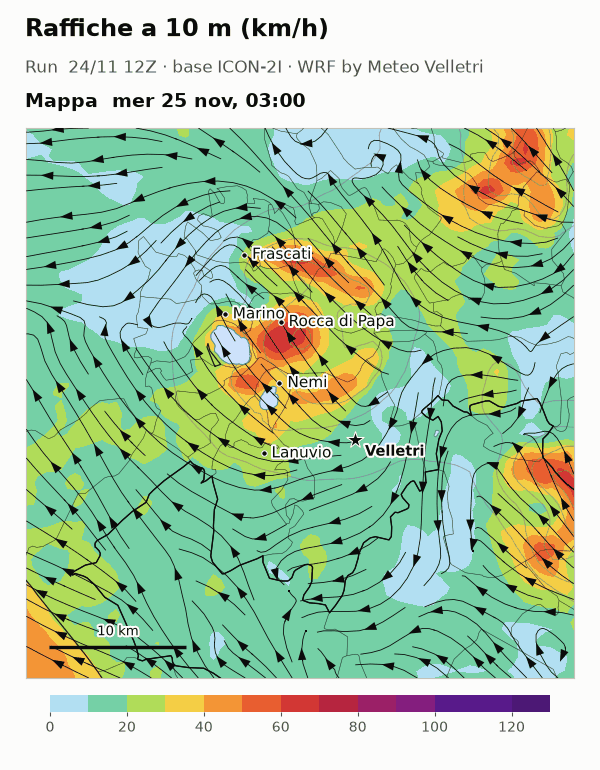 Raffiche a 10 m (km/h)
Run  24/11 12Z · base ICON-2I · WRF by Meteo Velletri
Mappa  mer 25 nov, 03:00
Frascati
Marino
Rocca di Papa
Nemi
Velletri
Lanuvio
10 km
0 20 40 60 80 100 120